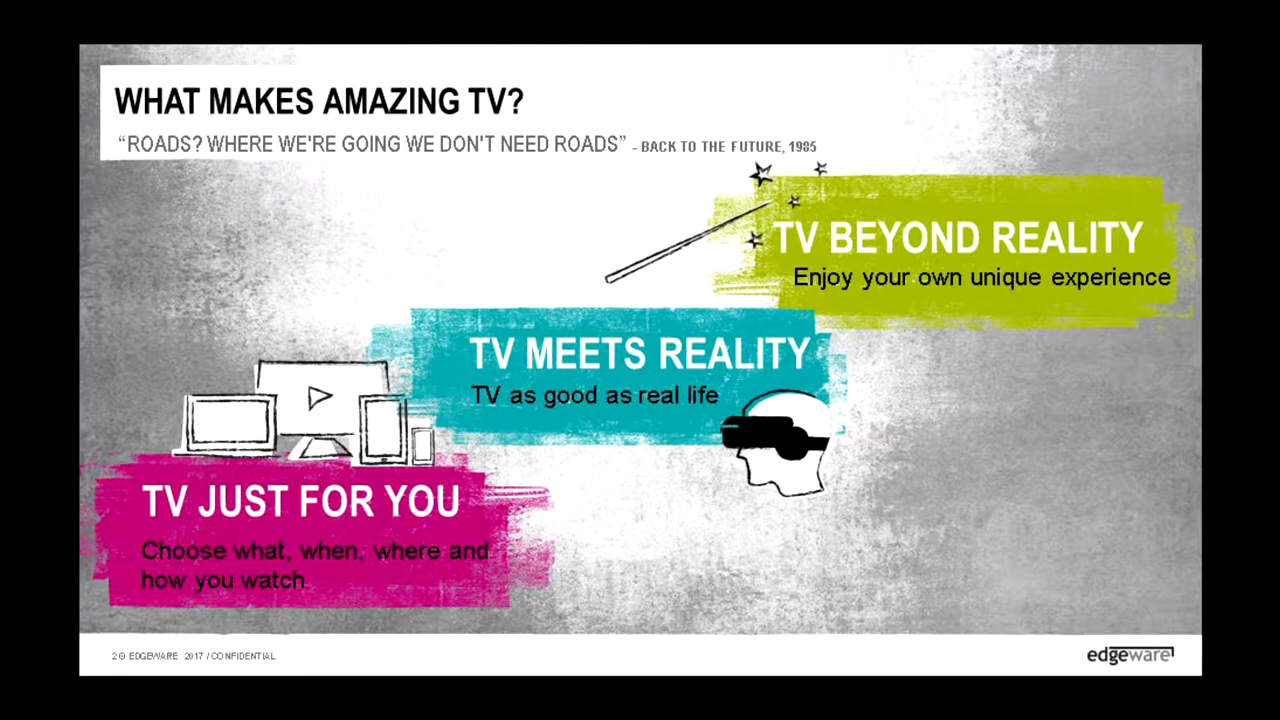 WHAT MAKES AMAZING TV?
“ROADS? WHERE WE'RE GOING WE DON'T NEED ROADS” - BACK TO THE FUTURE, 1985
TV BEYOND REALITY
Enjoy your own unique experience
TV MEETS REALITY
TV as good as real life
TV JUST FOR YOU
Choose what, when, where and
how you watch
2 © EDGEWARE 2017 / CONFIDENTIAL
edgeware